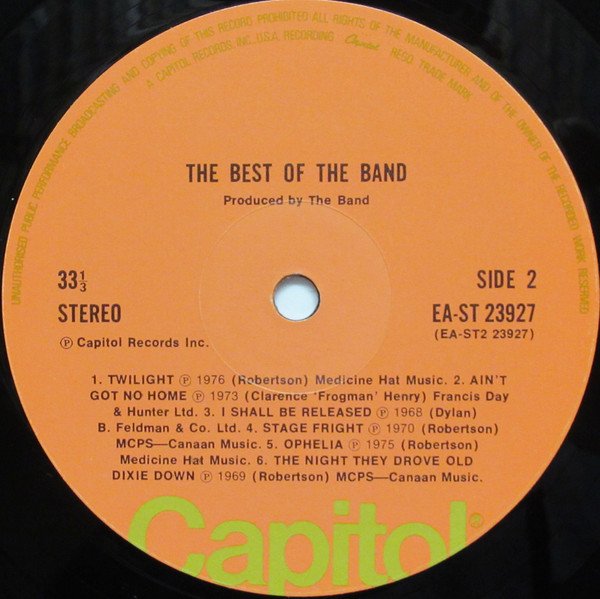 UNAUTHORISED PUBLIC PERFORMANCE BROADCASTING AND COPYING OF THIS RECORD PROHIBITED ALL RIGHTS OF THE MANUFACTURER AND OF THE OWNER OF THE RECORDED WORK RESERVED
A CAPITOL RECORDS INC., U.S.A. RECORDING Capitol REGD TRADE MARK
THE BEST OF THE BAND
Produced by The Band
33⅓
SIDE 2
STEREO
EA-ST 23927
(EA-ST2 23927)
Ⓟ Capitol Records Inc.
1. TWILIGHT Ⓟ 1976 (Robertson) Medicine Hat Music. 2. AIN'T
GOT NO HOME Ⓟ 1973 (Clarence 'Frogman' Henry) Francis Day
& Hunter Ltd. 3. I SHALL BE RELEASED Ⓟ 1968 (Dylan)
B. Feldman & Co. Ltd. 4. STAGE FRIGHT Ⓟ 1970 (Robertson)
MCPS—Canaan Music. 5. OPHELIA Ⓟ 1975 (Robertson)
Medicine Hat Music. 6. THE NIGHT THEY DROVE OLD
DIXIE DOWN Ⓟ 1969 (Robertson) MCPS—Canaan Music.
Capitol®